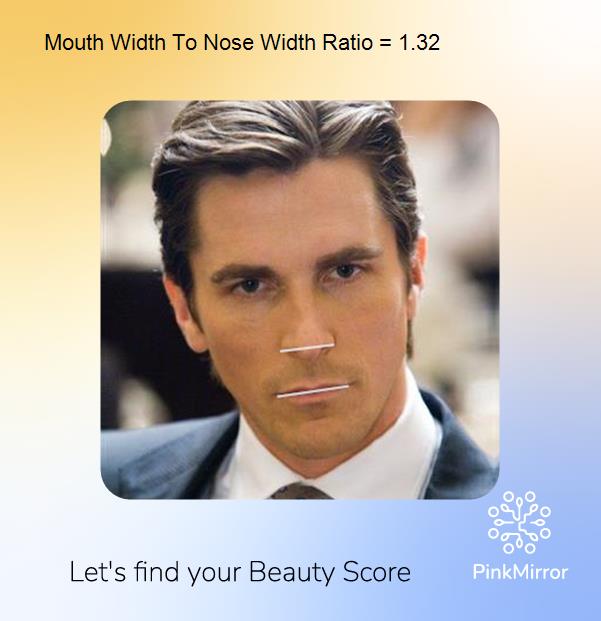 Mouth Width To Nose Width Ratio = 1.32
Let's find your Beauty Score
PinkMirror